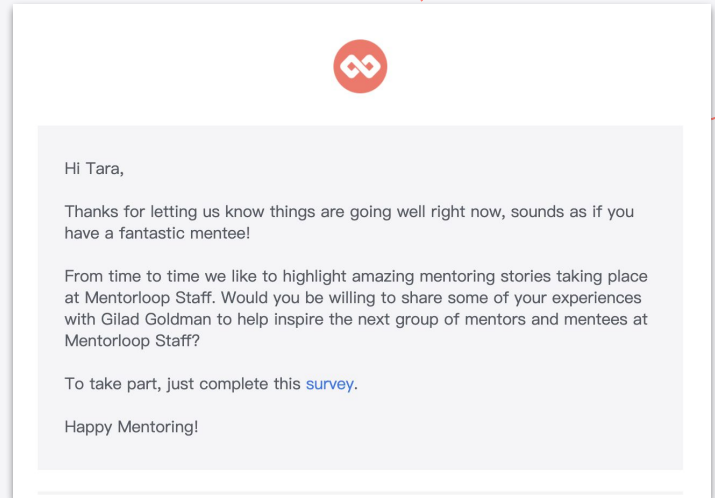 Hi Tara,
Thanks for letting us know things are going well right now, sounds as if you
have a fantastic mentee!
From time to time we like to highlight amazing mentoring stories taking place
at Mentorloop Staff. Would you be willing to share some of your experiences
with Gilad Goldman to help inspire the next group of mentors and mentees at
Mentorloop Staff?
To take part, just complete this survey.
Happy Mentoring!